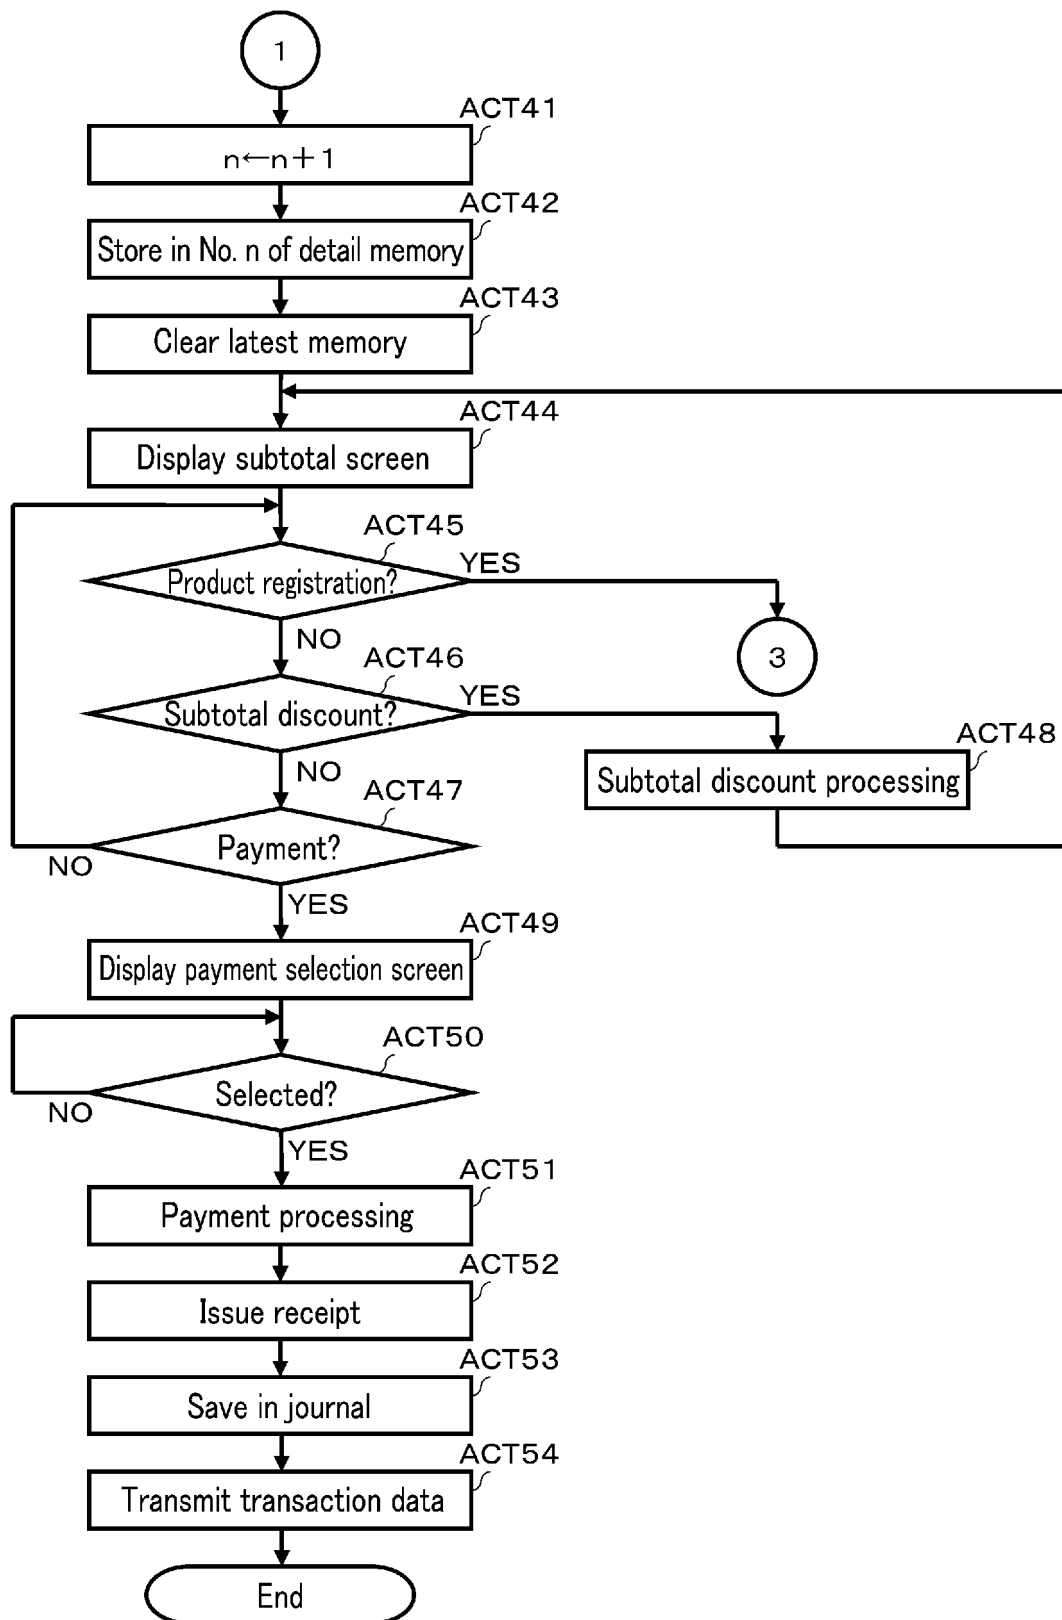 1
ACT41
n←n+1
ACT42
Store in No. n of detail memory
ACT43
Clear latest memory
ACT44
Display subtotal screen
ACT45
Product registration?
YES
NO
3
ACT46
Subtotal discount?
YES
NO
ACT48
Subtotal discount processing
ACT47
Payment?
NO
YES
ACT49
Display payment selection screen
ACT50
Selected?
NO
YES
ACT51
Payment processing
ACT52
Issue receipt
ACT53
Save in journal
ACT54
Transmit transaction data
End